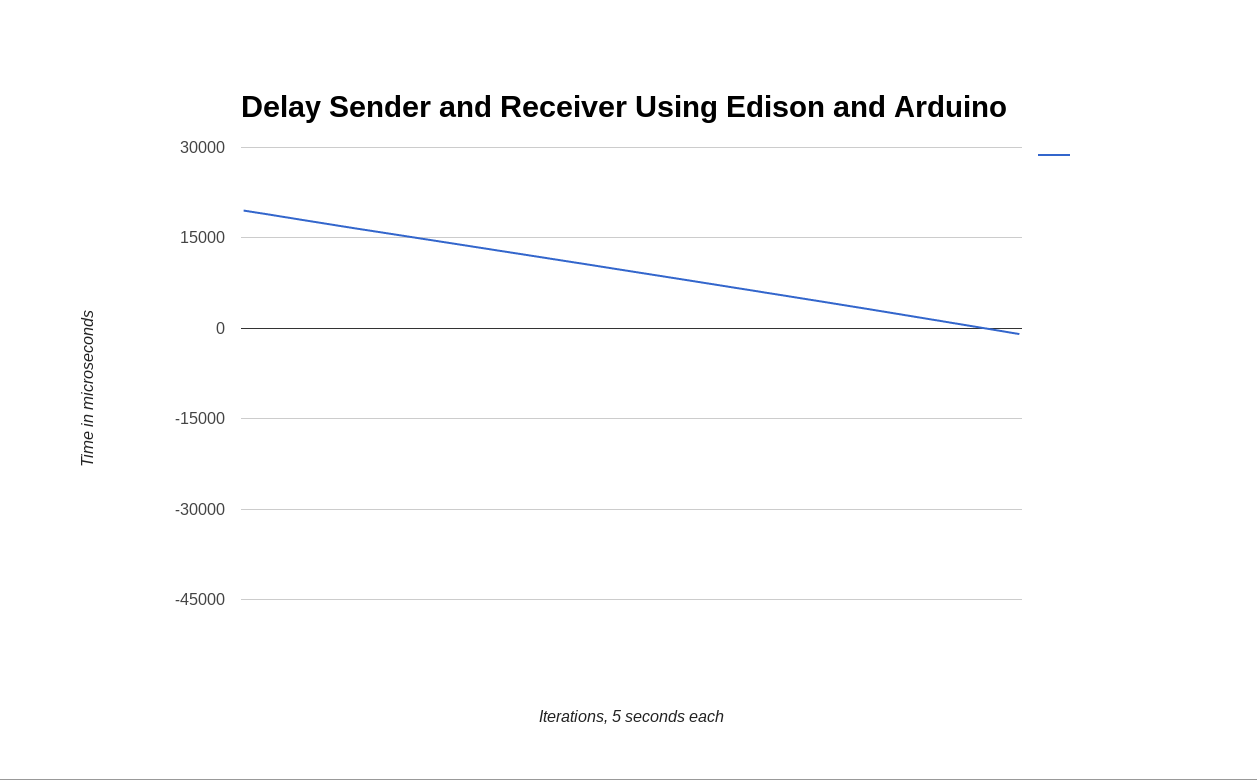 Delay Sender and Receiver Using Edison and Arduino
30000
15000
0
-15000
-30000
-45000
Time in microseconds
Iterations, 5 seconds each